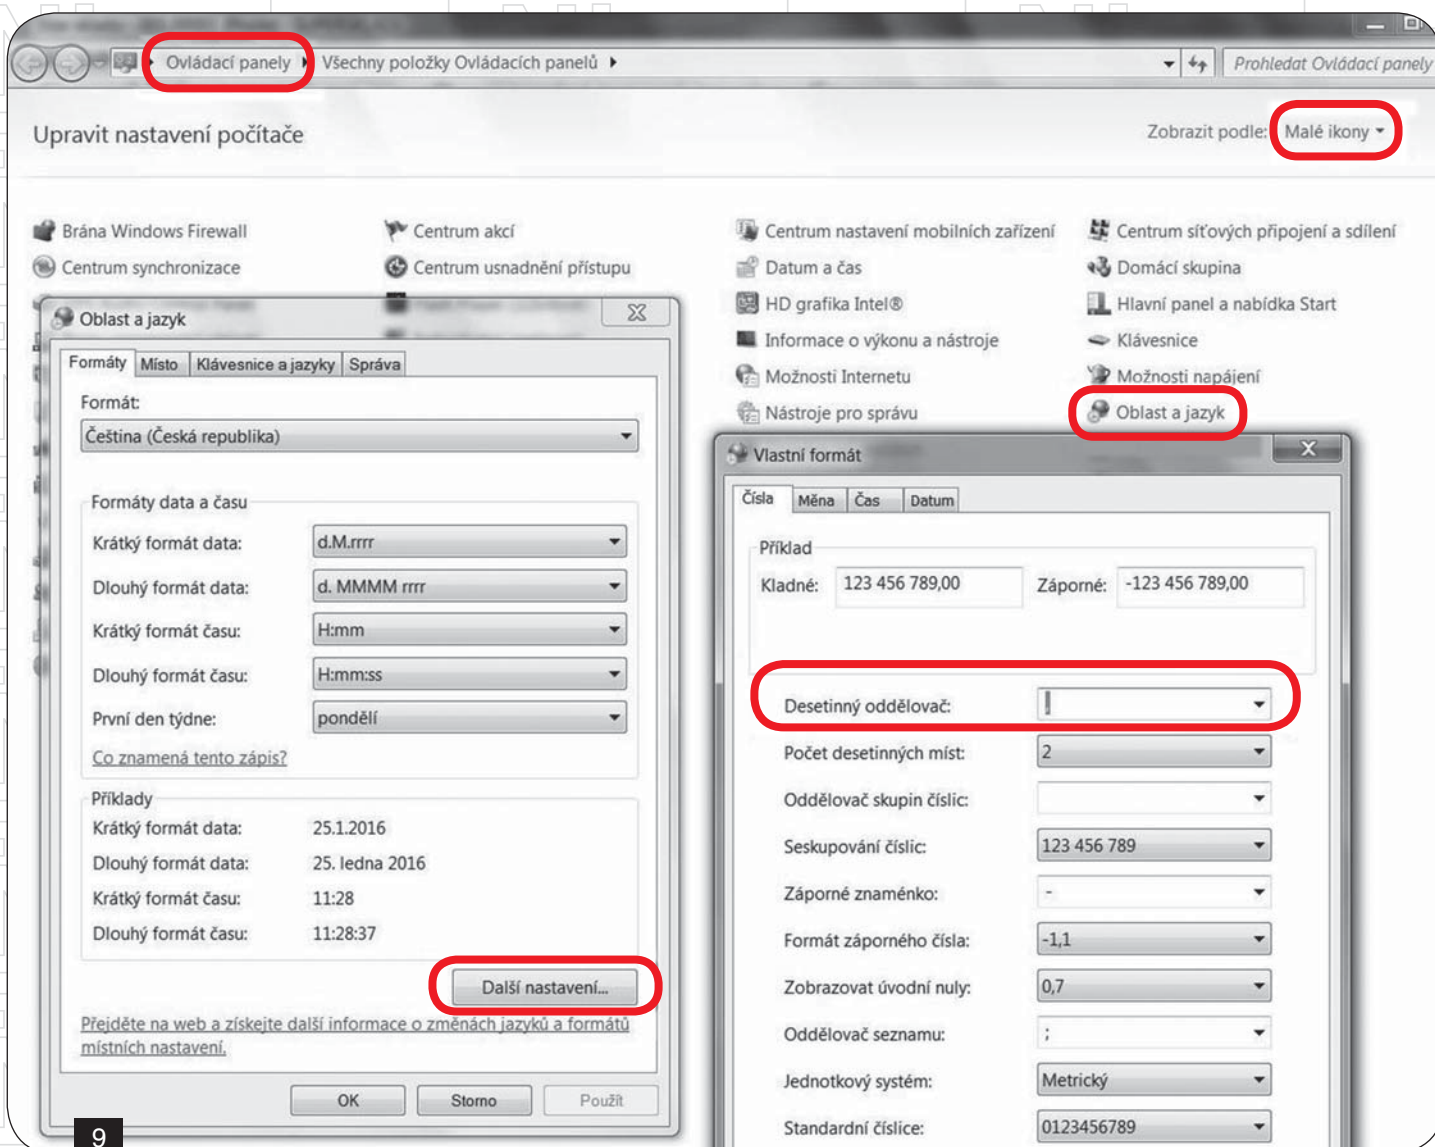 Ovládací panely
Všechny položky Ovládacích panelů
Prohledat Ovládací panely
Upravit nastavení počítače
Zobrazit podle:
Malé ikony
Brána Windows Firewall
Centrum akcí
Centrum nastavení mobilních zařízení
Centrum síťových připojení a sdílení
Centrum synchronizace
Centrum usnadnění přístupu
Datum a čas
Domácí skupina
HD grafika Intel®
Hlavní panel a nabídka Start
Informace o výkonu a nástroje
Klávesnice
Možnosti Internetu
Možnosti napájení
Nástroje pro správu
Oblast a jazyk
Oblast a jazyk
Formáty
Místo
Klávesnice a jazyky
Správa
Formát:
Čeština (Česká republika)
Formáty data a času
Krátký formát data:
d.M.rrrr
Dlouhý formát data:
d. MMMM rrrr
Krátký formát času:
H:mm
Dlouhý formát času:
H:mm:ss
První den týdne:
pondělí
Co znamená tento zápis?
Příklady
Krátký formát data:
25.1.2016
Dlouhý formát data:
25. ledna 2016
Krátký formát času:
11:28
Dlouhý formát času:
11:28:37
Další nastavení...
Přejděte na web a získejte další informace o změnách jazyků a formátů
místních nastavení.
OK
Storno
Použít
Vlastní formát
Čísla
Měna
Čas
Datum
Příklad
Kladné:
123 456 789,00
Záporné:
-123 456 789,00
Desetinný oddělovač:
Počet desetinných míst:
2
Oddělovač skupin číslic:
Seskupování číslic:
123 456 789
Záporné znaménko:
-
Formát záporného čísla:
-1,1
Zobrazovat úvodní nuly:
0,7
Oddělovač seznamu:
;
Jednotkový systém:
Metrický
Standardní číslice:
0123456789
9